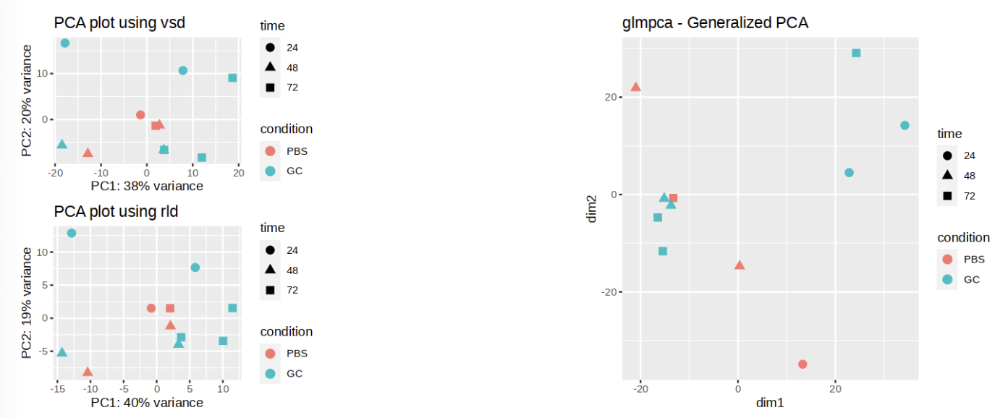 PCA plot using vsd
PC2: 20% variance
10
0
-20 -10 0 10 20
PC1: 38% variance
time
24
48
72
condition
PBS
GC
PCA plot using rld
PC2: 19% variance
10
5
0
-5
-15 -10 -5 0 5 10
PC1: 40% variance
time
24
48
72
condition
PBS
GC
glmpca - Generalized PCA
dim2
20
0
-20
-20 0 20
dim1
time
24
48
72
condition
PBS
GC